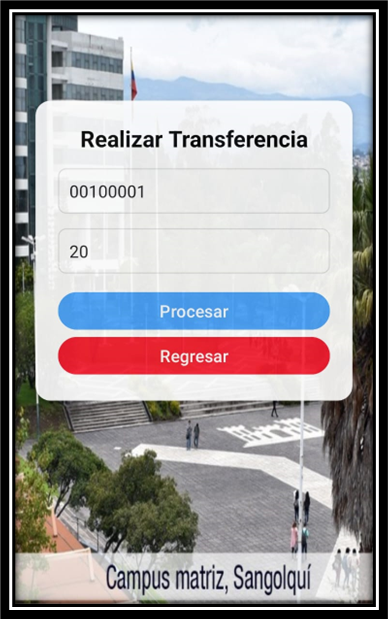 Realizar Transferencia
00100001
20
Procesar
Regresar
Campus matriz, Sangolquí